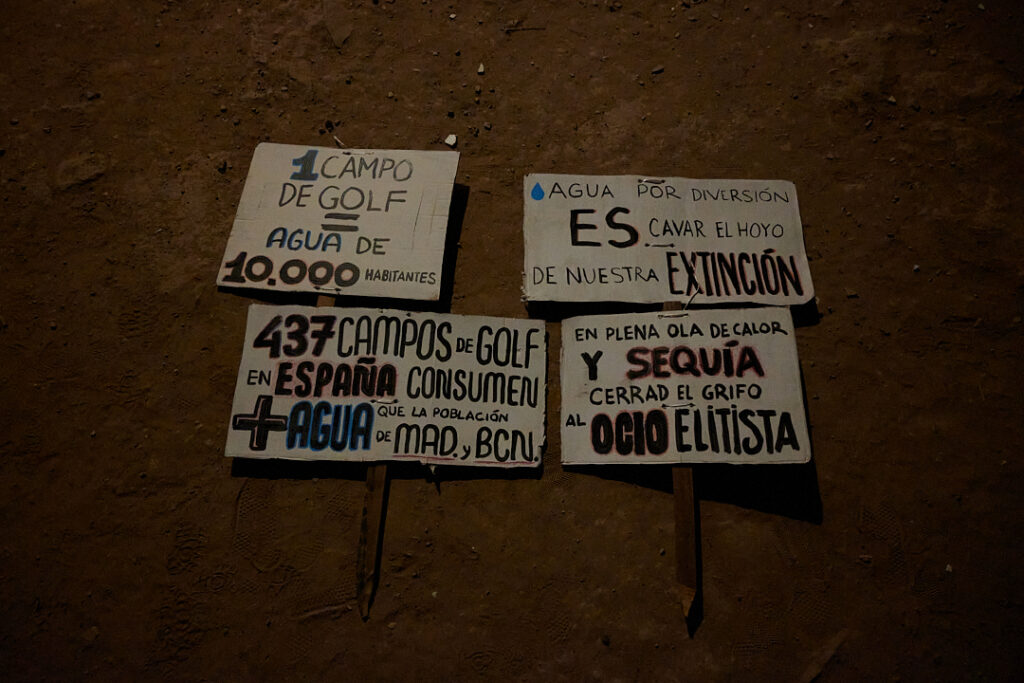 1 CAMPO
DE GOLF
=
AGUA DE
10.000 HABITANTES
437 CAMPOS DE GOLF
EN ESPAÑA CONSUMEN
+ AGUA QUE LA POBLACIÓN
DE MAD. y BCN.
AGUA POR DIVERSIÓN
ES CAVAR EL HOYO
DE NUESTRA EXTINCIÓN
EN PLENA OLA DE CALOR
Y SEQUÍA
CERRAD EL GRIFO
AL OCIO ELITISTA